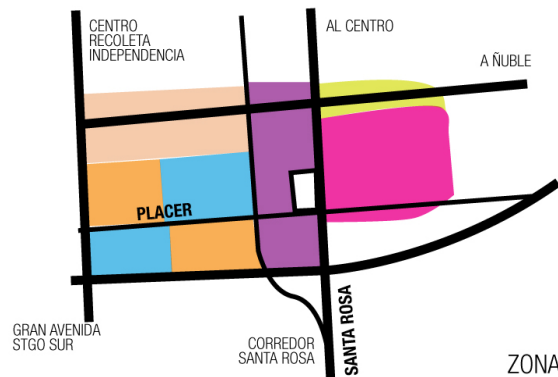 CENTRO
RECOLETA
INDEPENDENCIA
AL CENTRO
A ÑUBLE
PLACER
GRAN AVENIDA
STGO SUR
CORREDOR
SANTA ROSA
SANTA ROSA
ZONA